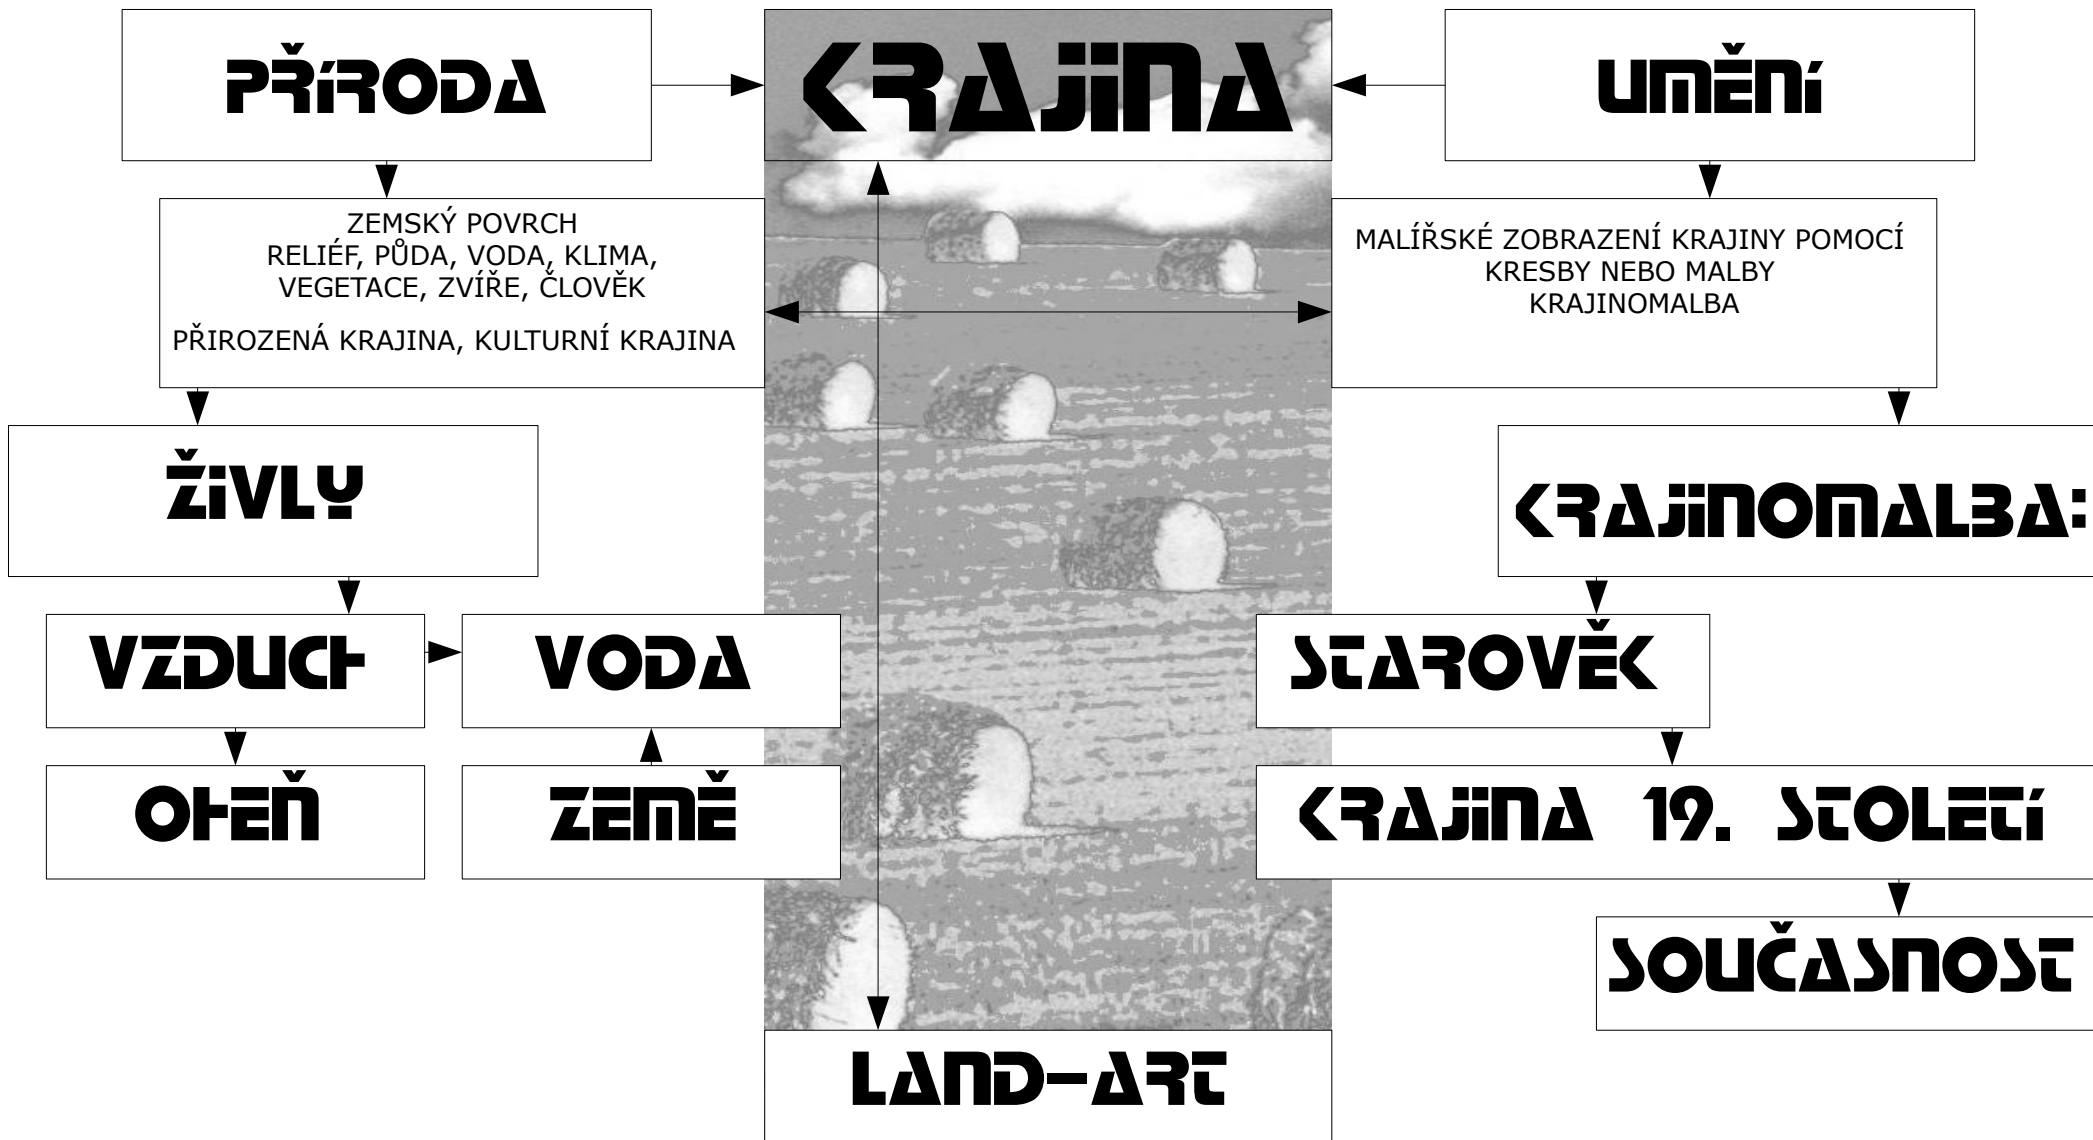 PŘÍRODA
KRAJINA
UMĚNÍ
ZEMSKÝ POVRCH
RELIÉF, PŮDA, VODA, KLIMA,
VEGETACE, ZVÍŘE, ČLOVĚK
PŘIROZENÁ KRAJINA, KULTURNÍ KRAJINA
MALÍŘSKÉ ZOBRAZENÍ KRAJINY POMOCÍ
KRESBY NEBO MALBY
KRAJINOMALBA
ŽIVLY
KRAJINOMALBA:
VZDUCH
VODA
STAROVĚK
OHEŇ
ZEMĚ
KRAJINA 19. STOLETÍ
SOUČASNOST
LAND-ART